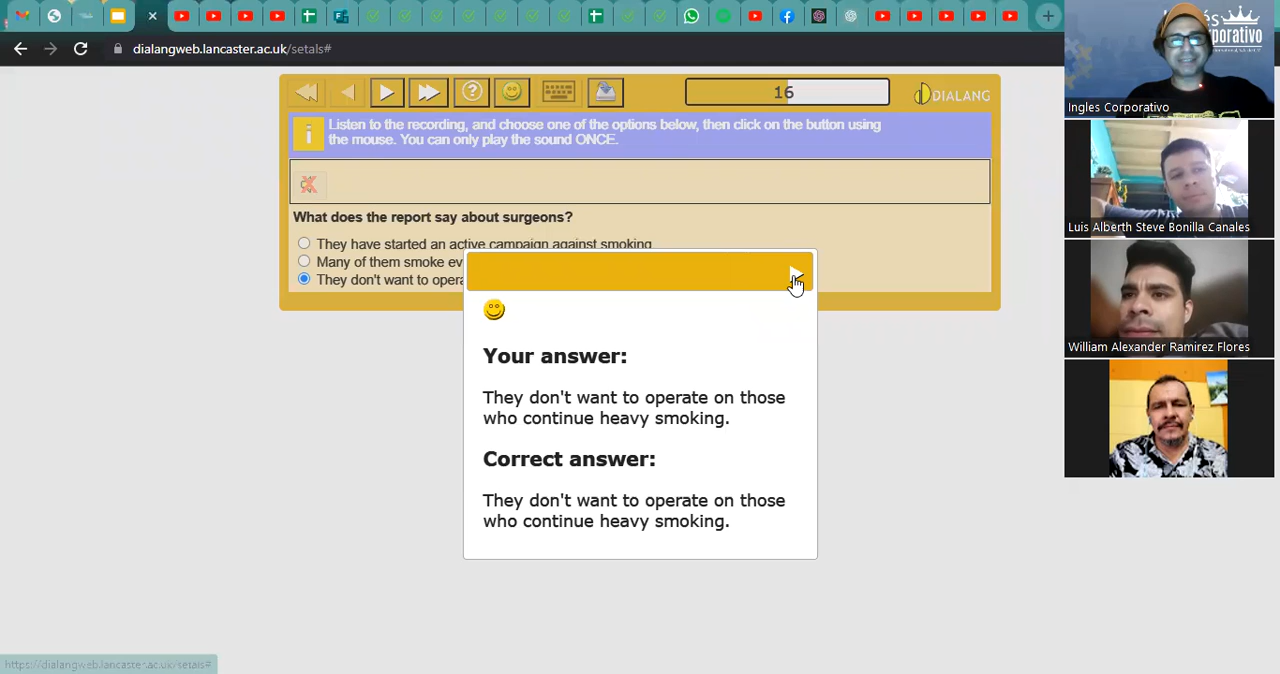 dialangweb.lancaster.ac.uk/setals#
16
DIALANG
Listen to the recording, and choose one of the options below, then click on the button using
the mouse. You can only play the sound ONCE.
What does the report say about surgeons?
They have started an active campaign against smoking
Many of them smoke ev
They don't want to opera
Your answer:
They don't want to operate on those
who continue heavy smoking.
Correct answer:
They don't want to operate on those
who continue heavy smoking.
Ingles Corporativo
Luis Alberth Steve Bonilla Canales
William Alexander Ramirez Flores
https://dialangweb.lancaster.ac.uk/setals#